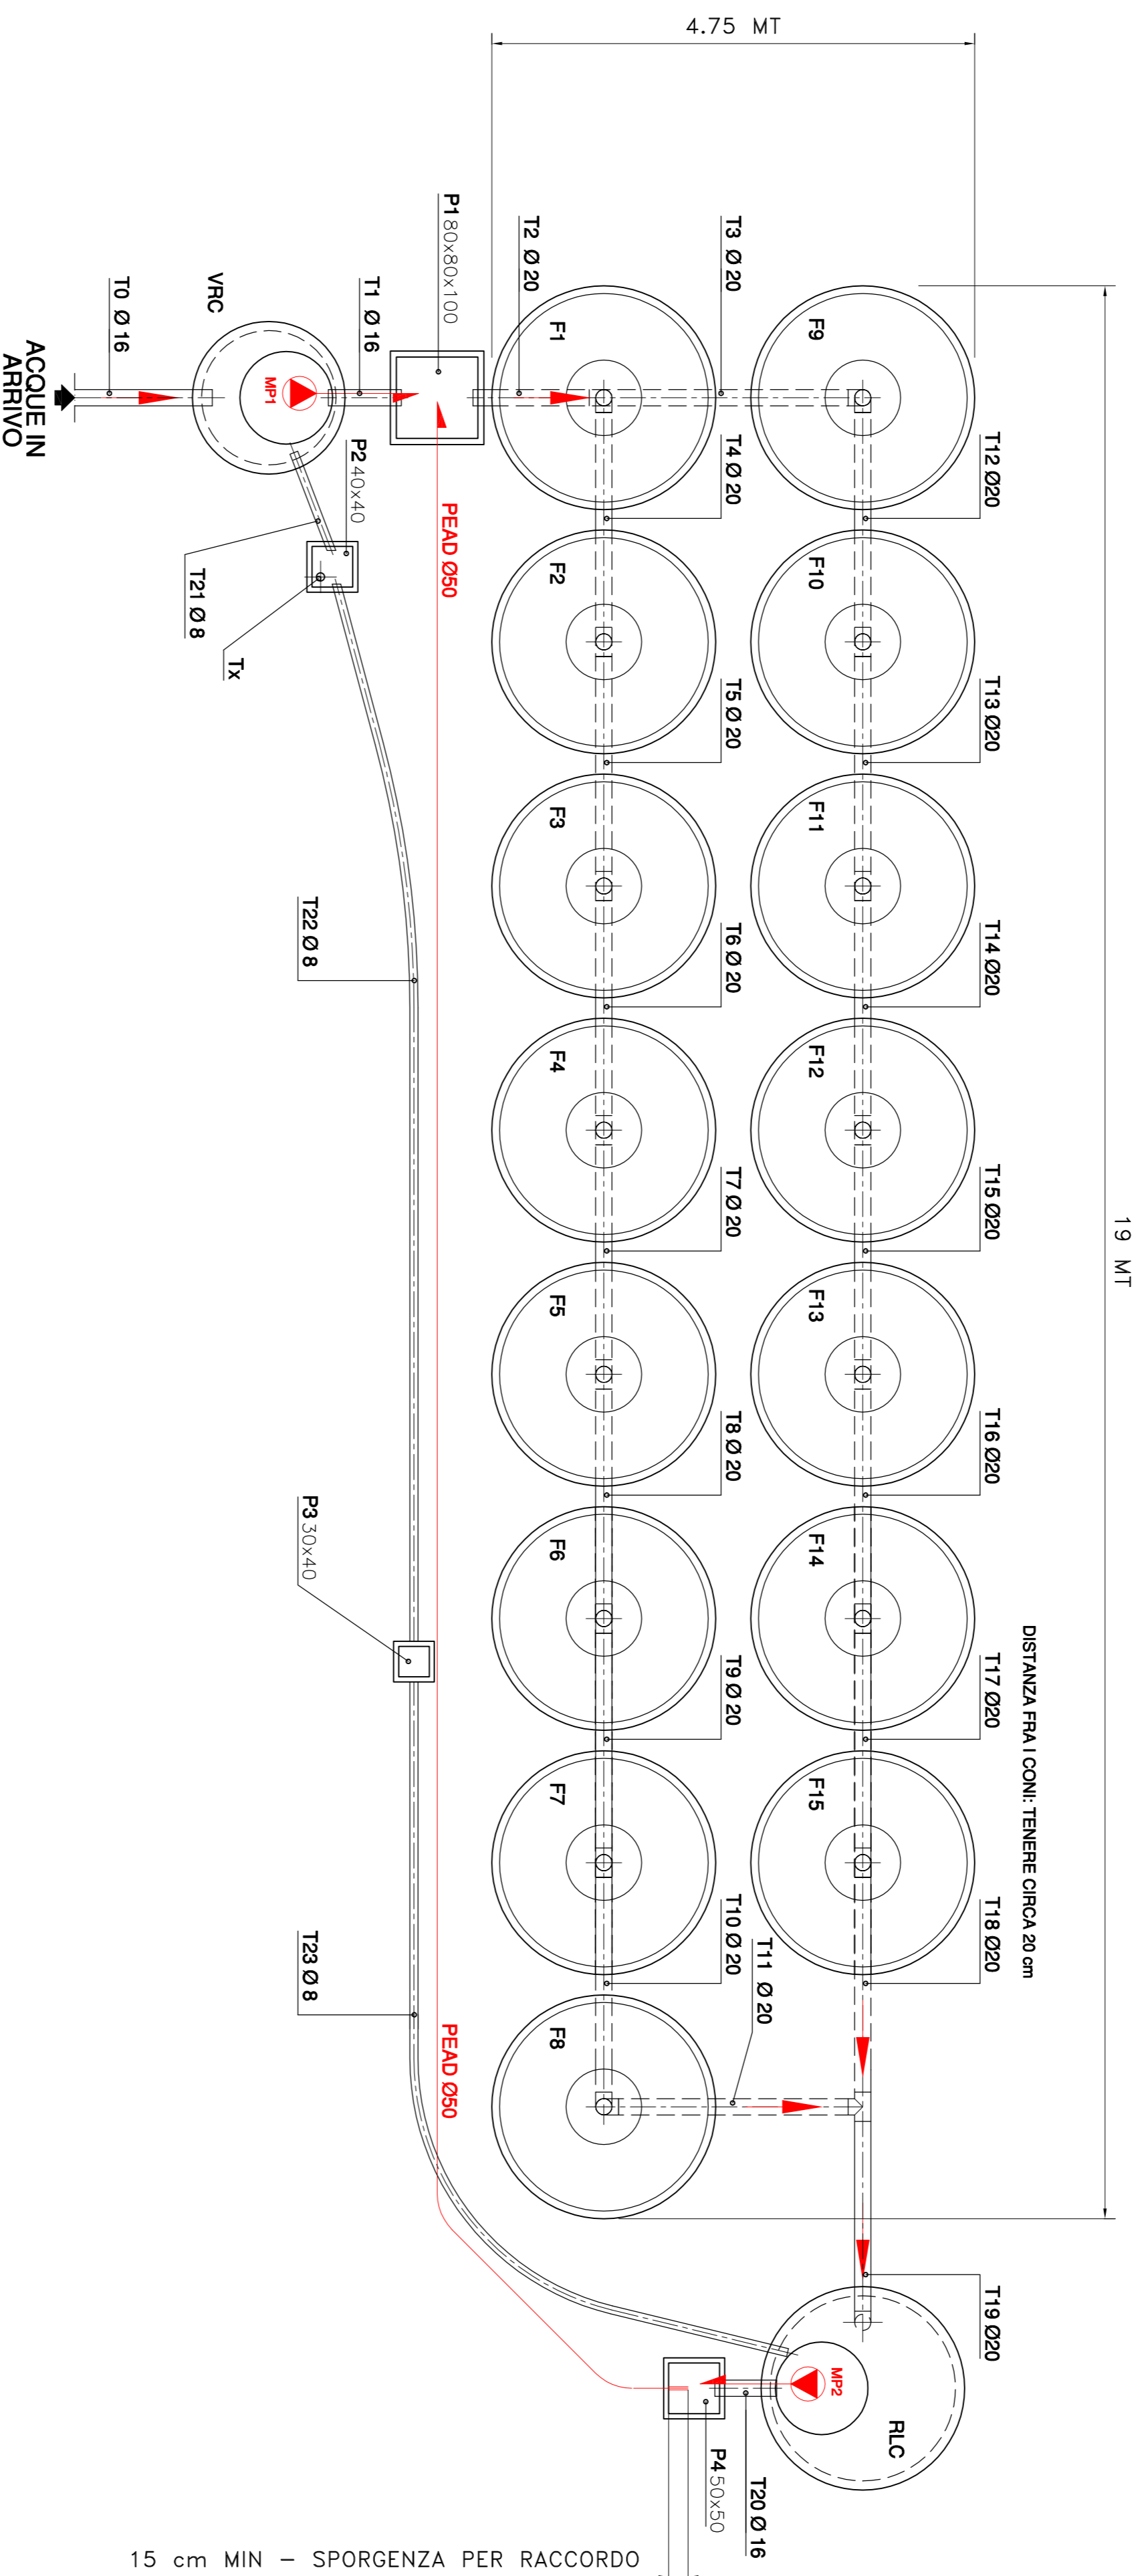 4.75 MT
19 MT
DISTANZA FRA I CONI: TENERE CIRCA 20 cm
T12 Ø20
T13 Ø20
T14 Ø20
T15 Ø20
T16 Ø20
T17 Ø20
T18 Ø20
T19 Ø20
F9
F10
F11
F12
F13
F14
F15
RLC
MP2
T3 Ø 20
T4 Ø 20
T5 Ø 20
T6 Ø 20
T7 Ø 20
T8 Ø 20
T9 Ø 20
T10 Ø 20
T11 Ø 20
T20 Ø 16
P4 50x50
F1
F2
F3
F4
F5
F6
F7
F8
T2 Ø 20
P1 80x80x100
PEAD Ø50
PEAD Ø50
T1 Ø 16
P2 40x40
MP1
VRC
T0 Ø 16
T21 Ø 8
Tx
T22 Ø 8
P3 30x40
T23 Ø 8
ACQUE IN
ARRIVO
15 cm MIN – SPORGENZA PER RACCORDO